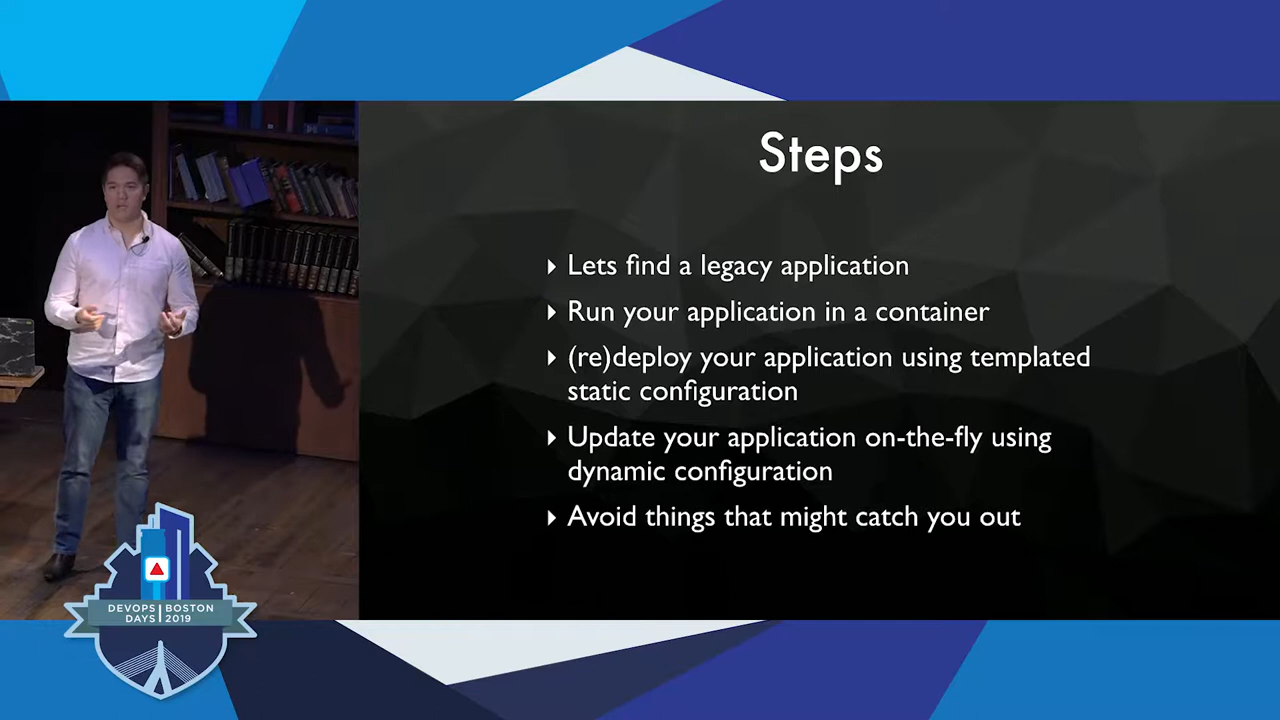 Steps
Lets find a legacy application
Run your application in a container
(re)deploy your application using templated
static configuration
Update your application on-the-fly using
dynamic configuration
Avoid things that might catch you out
DEVOPS BOSTON
DAYS 2019